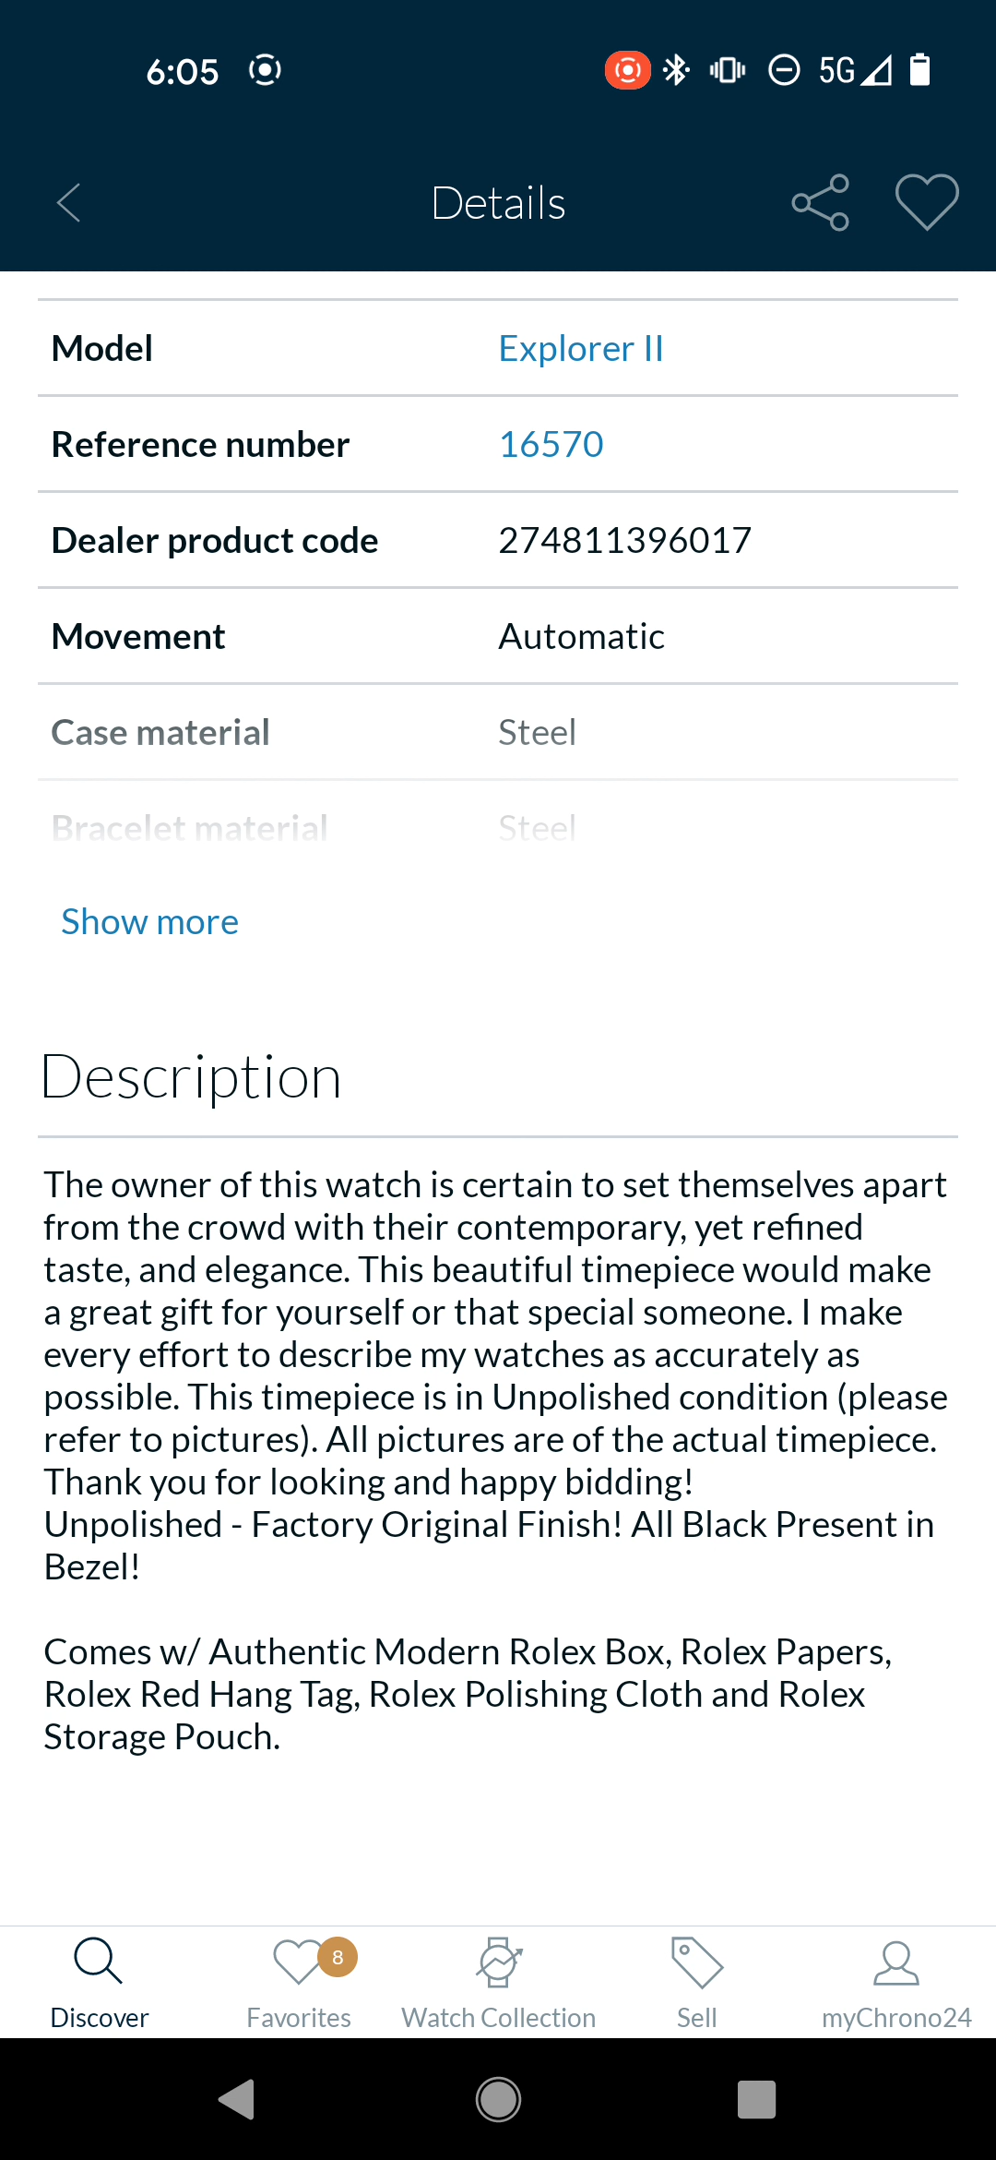 6:05
5G
Details
Model Explorer II
Reference number 16570
Dealer product code 274811396017
Movement Automatic
Case material Steel
Bracelet material Steel
Show more
Description
The owner of this watch is certain to set themselves apart
from the crowd with their contemporary, yet refined
taste, and elegance. This beautiful timepiece would make
a great gift for yourself or that special someone. I make
every effort to describe my watches as accurately as
possible. This timepiece is in Unpolished condition (please
refer to pictures). All pictures are of the actual timepiece.
Thank you for looking and happy bidding!
Unpolished - Factory Original Finish! All Black Present in
Bezel!
Comes w/ Authentic Modern Rolex Box, Rolex Papers,
Rolex Red Hang Tag, Rolex Polishing Cloth and Rolex
Storage Pouch.
8
Discover Favorites Watch Collection Sell myChrono24